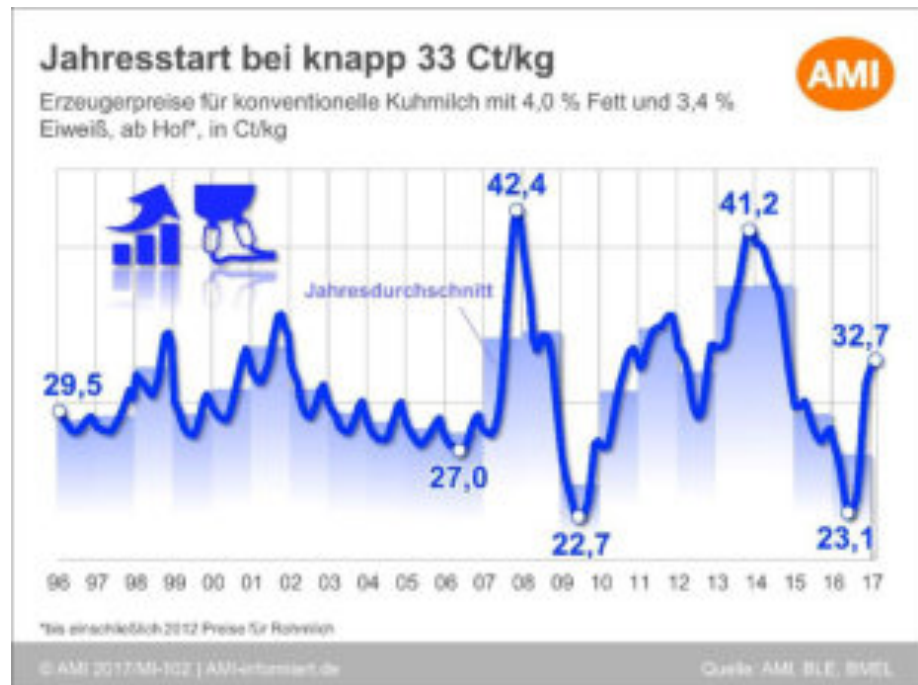 Jahresstart bei knapp 33 Ct/kg
AMI
Erzeugerpreise für konventionelle Kuhmilch mit 4,0 % Fett und 3,4 %
Eiweiß, ab Hof*, in Ct/kg
42,4
41,2
Jahresdurchschnitt
32,7
29,5
27,0
22,7
23,1
96 97 98 99 00 01 02 03 04 05 06 07 08 09 10 11 12 13 14 15 16 17
*bis einschließlich 2012 Preise für Rohmilch
© AMI 2017/MI-102 | AMI-informiert.de
Quelle: AMI, BLE, BMEL